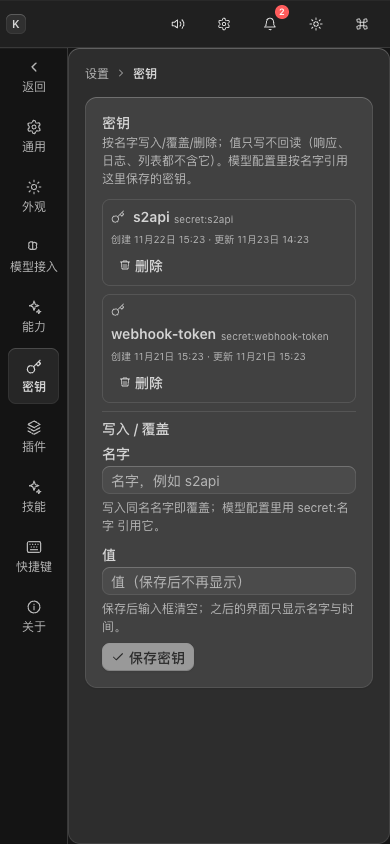 K
2
返回
通用
外观
模型接入
能力
密钥
插件
技能
快捷键
关于
设置 > 密钥
密钥
按名字写入/覆盖/删除；值只写不回读（响应、
日志、列表都不含它）。模型配置里按名字引用
这里保存的密钥。
s2api secret:s2api
创建 11月22日 15:23 · 更新 11月23日 14:23
删除
webhook-token secret:webhook-token
创建 11月21日 15:23 · 更新 11月21日 15:23
删除
写入 / 覆盖
名字
名字，例如 s2api
写入同名名字即覆盖；模型配置里用 secret:名
字 引用它。
值
值（保存后不再显示）
保存后输入框清空；之后的界面只显示名字与时
间。
保存密钥